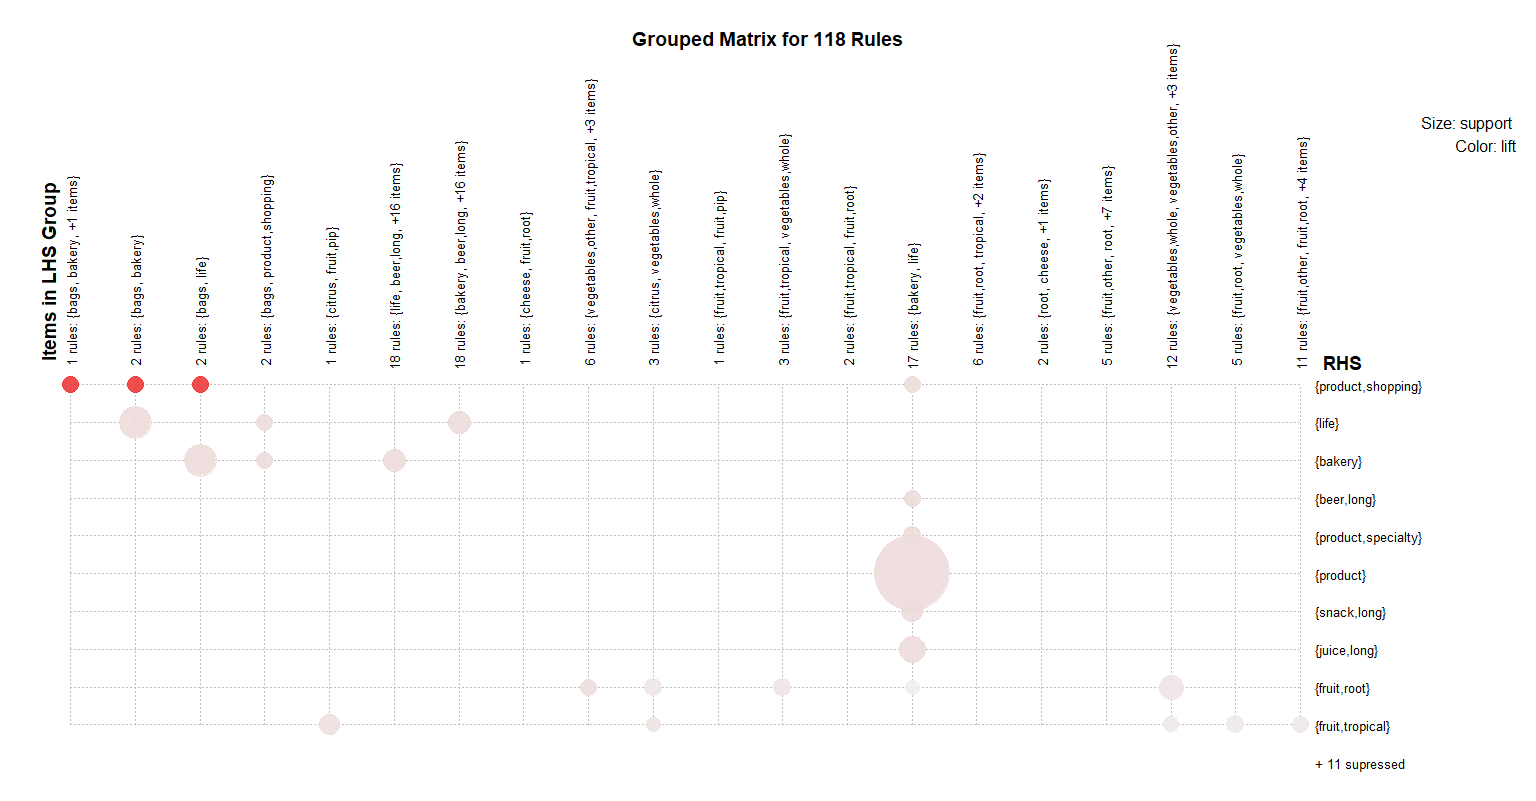 Grouped Matrix for 118 Rules
Size: support
Color: lift
Items in LHS Group
1 rules: {bags, bakery, +1 items}
2 rules: {bags, bakery}
2 rules: {bags, life}
2 rules: {bags, product,shopping}
1 rules: {citrus, fruit,pip}
18 rules: {life, beer,long, +16 items}
18 rules: {bakery, beer,long, +16 items}
1 rules: {cheese, fruit,root}
6 rules: {vegetables,other, fruit,tropical, +3 items}
3 rules: {citrus, vegetables,whole}
1 rules: {fruit,tropical, fruit,pip}
3 rules: {fruit,tropical, vegetables,whole}
2 rules: {fruit,tropical, fruit,root}
17 rules: {bakery, life}
6 rules: {fruit,root, tropical, +2 items}
2 rules: {root, cheese, +1 items}
5 rules: {fruit,other, root, +7 items}
12 rules: {vegetables,whole, vegetables,other, +3 items}
5 rules: {fruit,root, vegetables,whole}
11 rules: {fruit,other, fruit,root, +4 items}
RHS
{product,shopping}
{life}
{bakery}
{beer,long}
{product,specialty}
{product}
{snack,long}
{juice,long}
{fruit,root}
{fruit,tropical}
+ 11 supressed